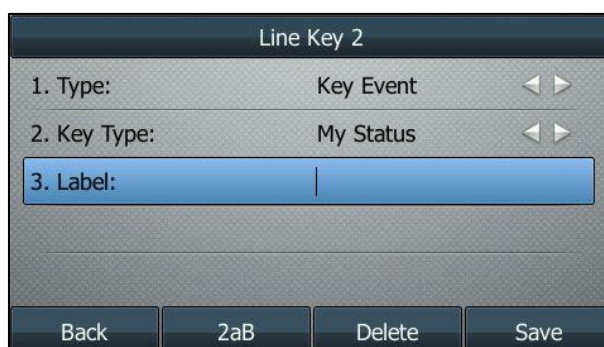 Line Key 2
1. Type: Key Event
2. Key Type: My Status
3. Label:
Back 2aB Delete Save